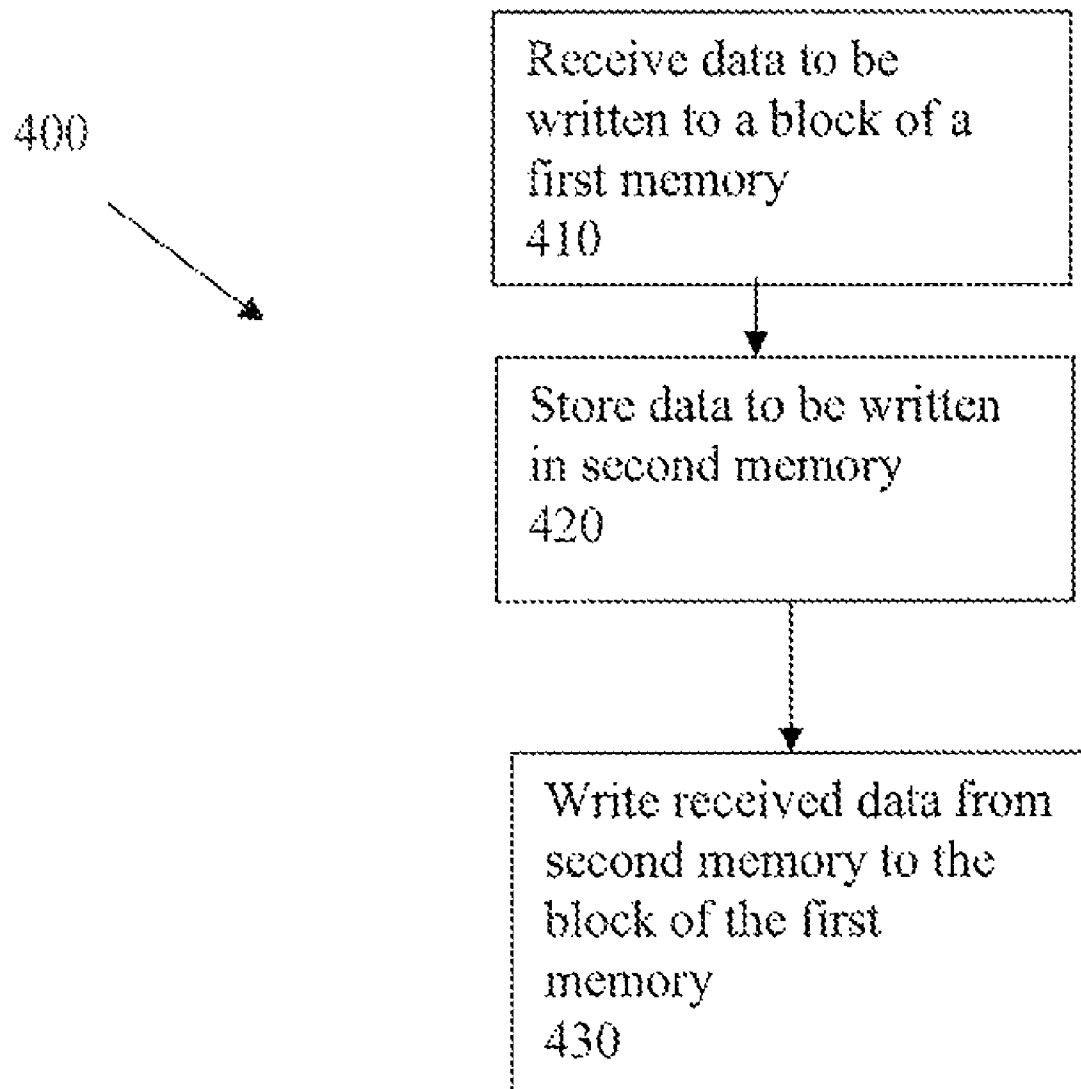 400
Receive data to be
written to a block of a
first memory
410
Store data to be written
in second memory
420
Write received data from
second memory to the
block of the first
memory
430